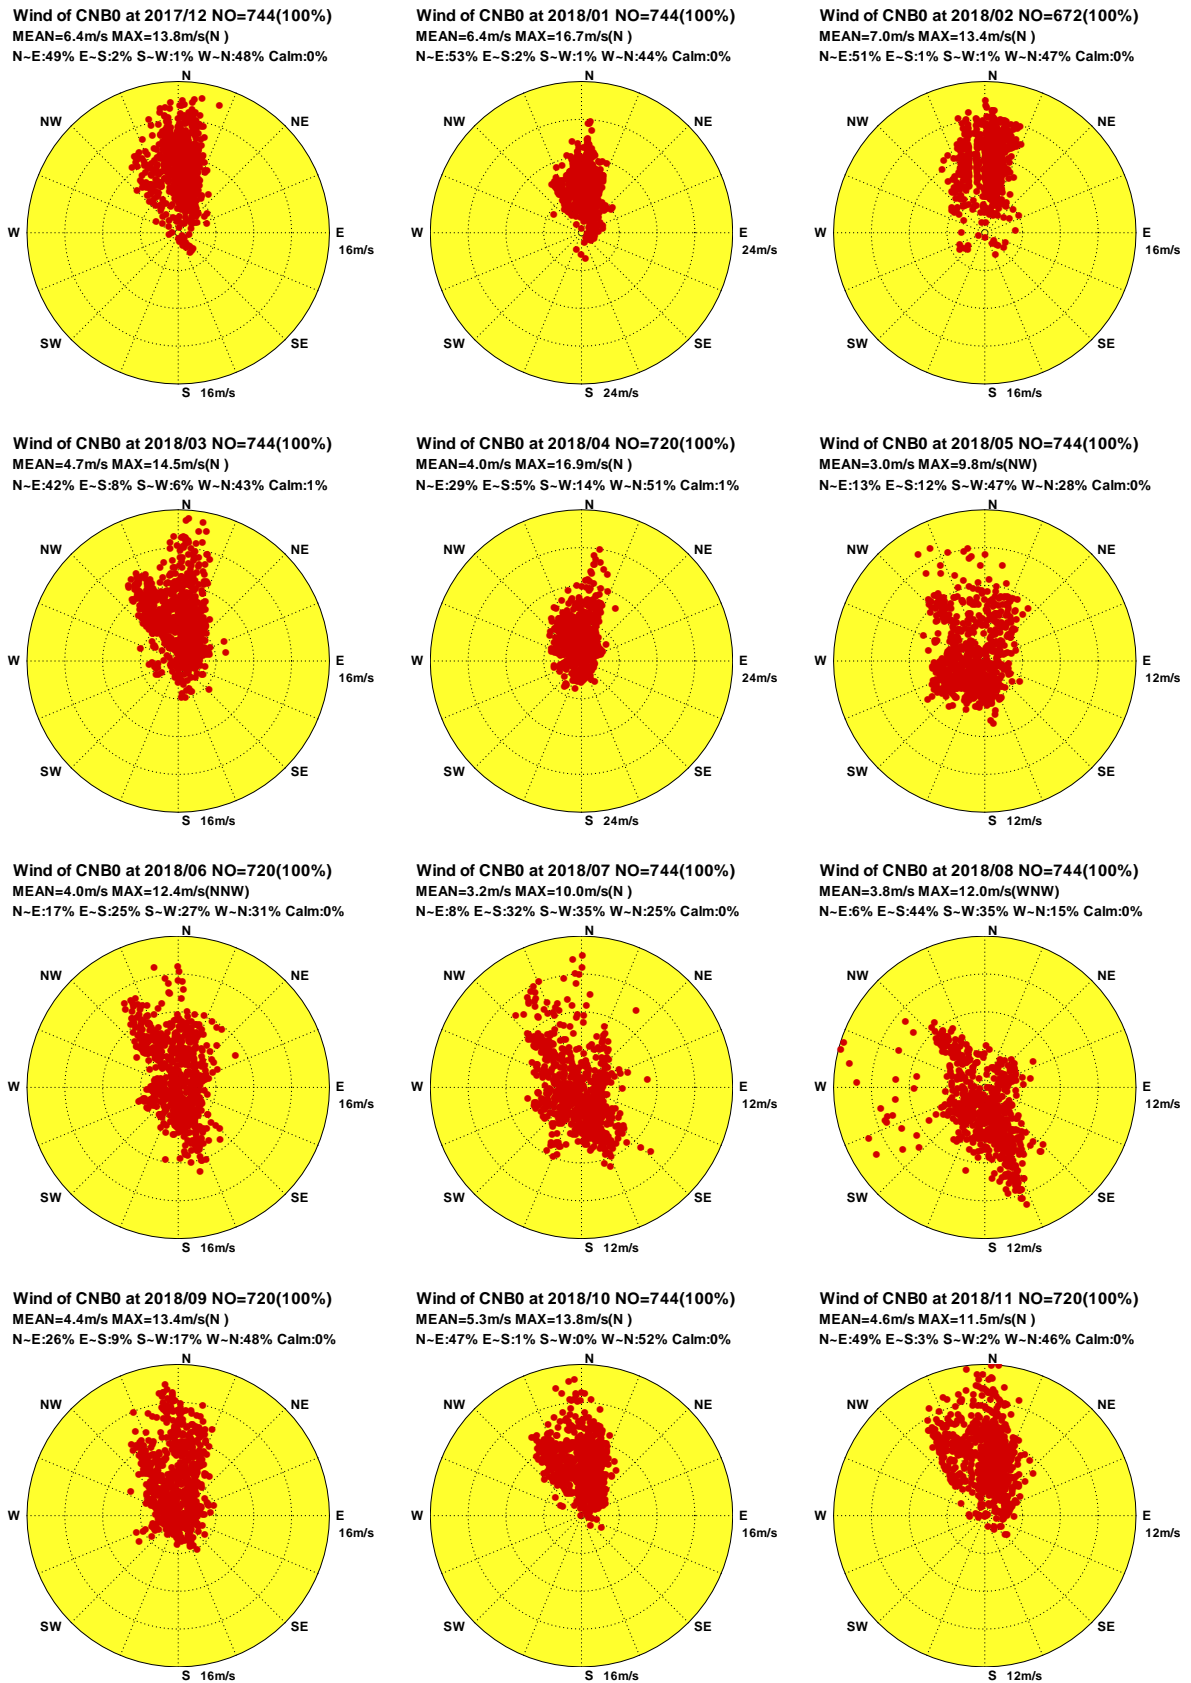 Wind of CNB0 at 2017/12 NO=744(100%)
MEAN=6.4m/s MAX=13.8m/s(N )
N~E:49% E~S:2% S~W:1% W~N:48% Calm:0%
N
NW
NE
W
E
16m/s
SW
SE
S 16m/s
Wind of CNB0 at 2018/01 NO=744(100%)
MEAN=6.4m/s MAX=16.7m/s(N )
N~E:53% E~S:2% S~W:1% W~N:44% Calm:0%
N
NW
NE
W
E
24m/s
SW
SE
S 24m/s
Wind of CNB0 at 2018/02 NO=672(100%)
MEAN=7.0m/s MAX=13.4m/s(N )
N~E:51% E~S:1% S~W:1% W~N:47% Calm:0%
N
NW
NE
W
E
16m/s
SW
SE
S 16m/s
Wind of CNB0 at 2018/03 NO=744(100%)
MEAN=4.7m/s MAX=14.5m/s(N )
N~E:42% E~S:8% S~W:6% W~N:43% Calm:1%
N
NW
NE
W
E
16m/s
SW
SE
S 16m/s
Wind of CNB0 at 2018/04 NO=720(100%)
MEAN=4.0m/s MAX=16.9m/s(N )
N~E:29% E~S:5% S~W:14% W~N:51% Calm:1%
N
NW
NE
W
E
24m/s
SW
SE
S 24m/s
Wind of CNB0 at 2018/05 NO=744(100%)
MEAN=3.0m/s MAX=9.8m/s(NW)
N~E:13% E~S:12% S~W:47% W~N:28% Calm:0%
N
NW
NE
W
E
12m/s
SW
SE
S 12m/s
Wind of CNB0 at 2018/06 NO=720(100%)
MEAN=4.0m/s MAX=12.4m/s(NNW)
N~E:17% E~S:25% S~W:27% W~N:31% Calm:0%
N
NW
NE
W
E
16m/s
SW
SE
S 16m/s
Wind of CNB0 at 2018/07 NO=744(100%)
MEAN=3.2m/s MAX=10.0m/s(N )
N~E:8% E~S:32% S~W:35% W~N:25% Calm:0%
N
NW
NE
W
E
12m/s
SW
SE
S 12m/s
Wind of CNB0 at 2018/08 NO=744(100%)
MEAN=3.8m/s MAX=12.0m/s(WNW)
N~E:6% E~S:44% S~W:35% W~N:15% Calm:0%
N
NW
NE
W
E
12m/s
SW
SE
S 12m/s
Wind of CNB0 at 2018/09 NO=720(100%)
MEAN=4.4m/s MAX=13.4m/s(N )
N~E:26% E~S:9% S~W:17% W~N:48% Calm:0%
N
NW
NE
W
E
16m/s
SW
SE
S 16m/s
Wind of CNB0 at 2018/10 NO=744(100%)
MEAN=5.3m/s MAX=13.8m/s(N )
N~E:47% E~S:1% S~W:0% W~N:52% Calm:0%
N
NW
NE
W
E
16m/s
SW
SE
S 16m/s
Wind of CNB0 at 2018/11 NO=720(100%)
MEAN=4.6m/s MAX=11.5m/s(N )
N~E:49% E~S:3% S~W:2% W~N:46% Calm:0%
N
NW
NE
W
E
12m/s
SW
SE
S 12m/s